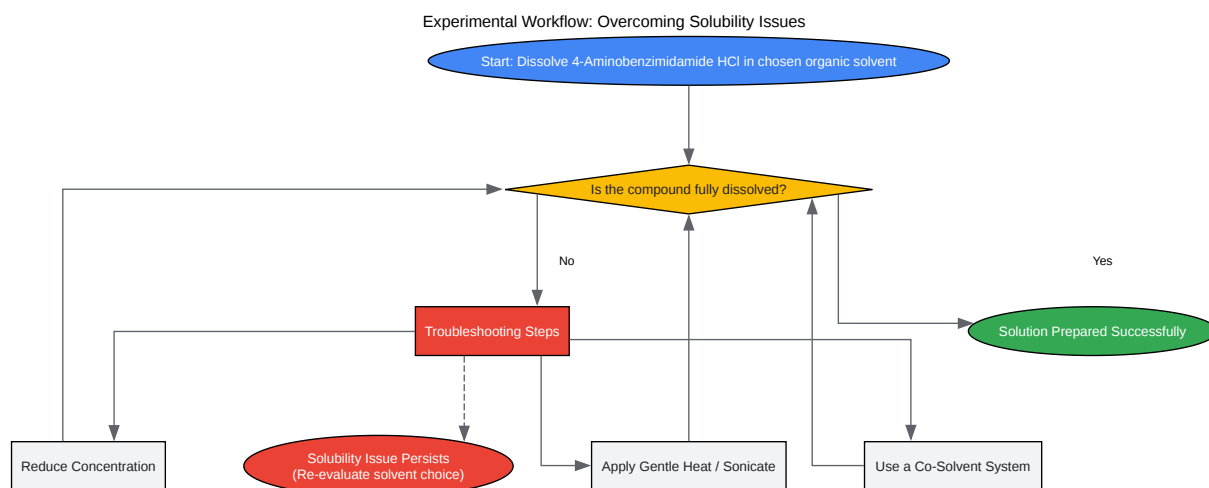 Experimental Workflow: Overcoming Solubility Issues
Start: Dissolve 4-Aminobenzimidamide HCl in chosen organic solvent
Is the compound fully dissolved?
No
Yes
Troubleshooting Steps
Solution Prepared Successfully
Reduce Concentration
Solubility Issue Persists
(Re-evaluate solvent choice)
Apply Gentle Heat / Sonicate
Use a Co-Solvent System